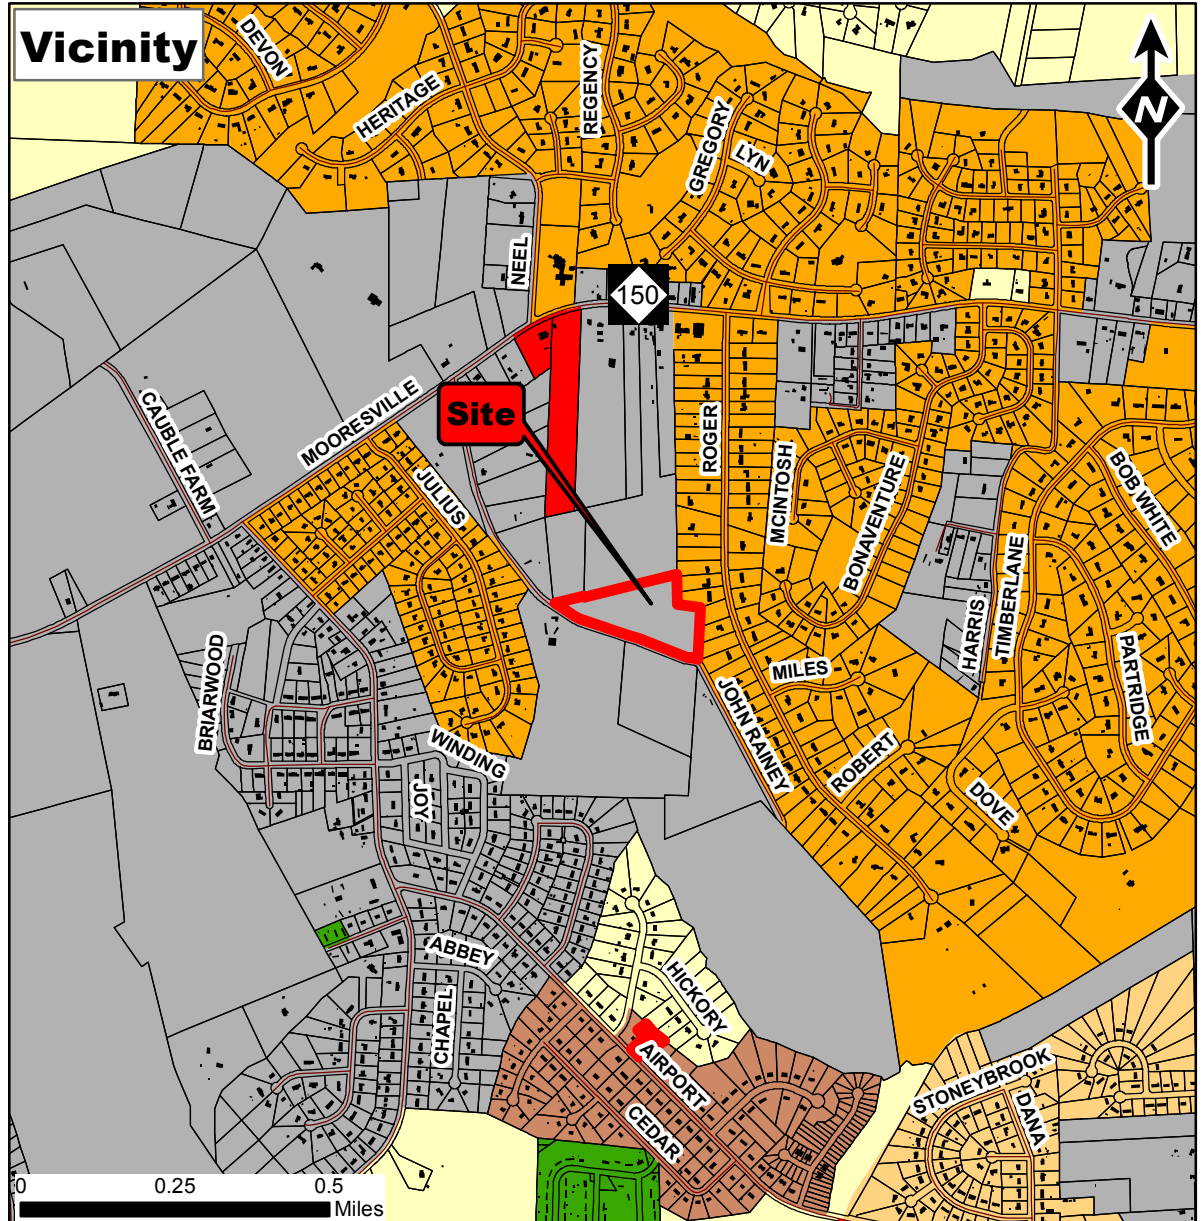 Vicinity
DEVON
HERITAGE
REGENCY
GREGORY
LYN
N
NEEL
150
CAUBLE FARM
MOORESVILLE
Site
JULIUS
ROGER
MCINTOSH
BONAVENTURE
BOB WHITE
HARRIS
TIMBERLANE
PARTRIDGE
BRIARWOOD
MILES
JOHN RAINEY
WINDING
JOY
ROBERT
DOVE
ABBEY
HICKORY
CHAPEL
AIRPORT
CEDAR
STONEYBROOK
DANA
0 0.25 0.5
Miles